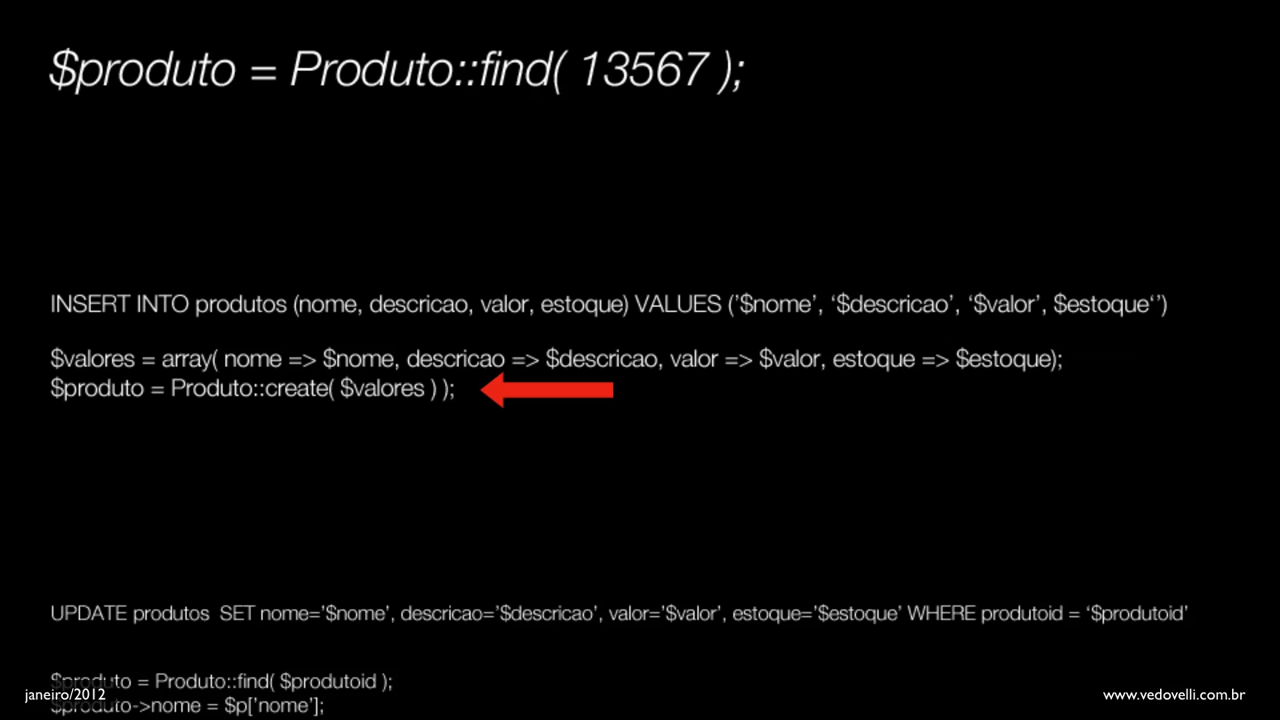 $produto = Produto::find( 13567 );
INSERT INTO produtos (nome, descricao, valor, estoque) VALUES (’$nome’, ‘$descricao’, ‘$valor’, $estoque‘’)
$valores = array( nome => $nome, descricao => $descricao, valor => $valor, estoque => $estoque);
$produto = Produto::create( $valores ) );
UPDATE produtos  SET nome=’$nome’, descricao=’$descricao’, valor=’$valor’, estoque=’$estoque’ WHERE produtoid = ‘$produtoid’
$produto = Produto::find( $produtoid );
janeiro/2012
www.vedovelli.com.br
$produto->nome = $p[’nome’];